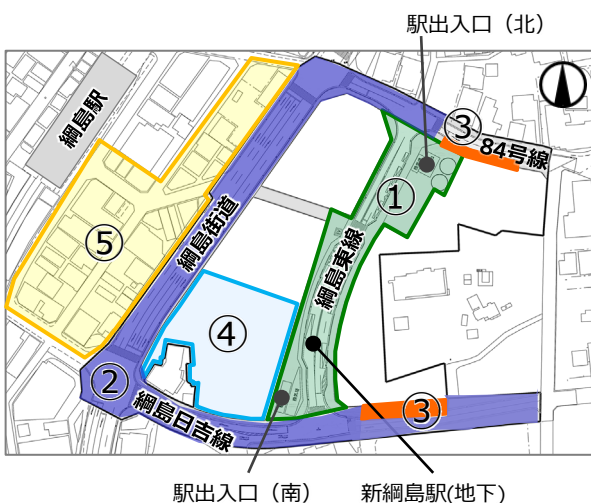 駅出入口（北）
綱島駅
③
84号線
①
⑤
綱島街道
綱島東線
④
②
綱島日吉線
③
駅出入口（南）
新綱島駅(地下)